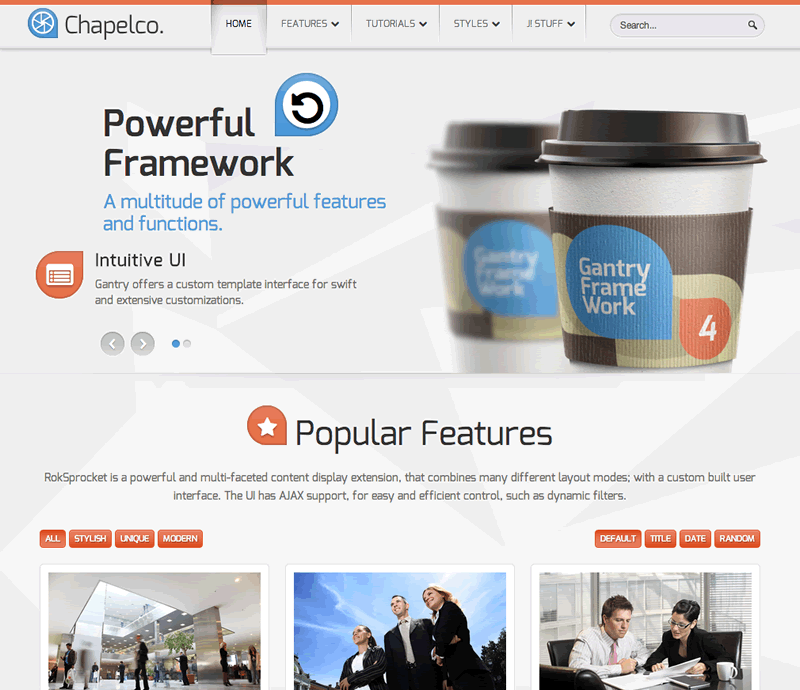 Chapelco.
HOME
FEATURES
TUTORIALS
STYLES
J! STUFF
Search...
Powerful
Framework
A multitude of powerful features
and functions.
Intuitive UI
Gantry offers a custom template interface for swift
and extensive customizations.
Gantry
Frame
Work
Gantry
Frame
Work
4
Popular Features
RokSprocket is a powerful and multi-faceted content display extension, that combines many different layout modes; with a custom built user
interface. The UI has AJAX support, for easy and efficient control, such as dynamic filters.
ALL
STYLISH
UNIQUE
MODERN
DEFAULT
TITLE
DATE
RANDOM